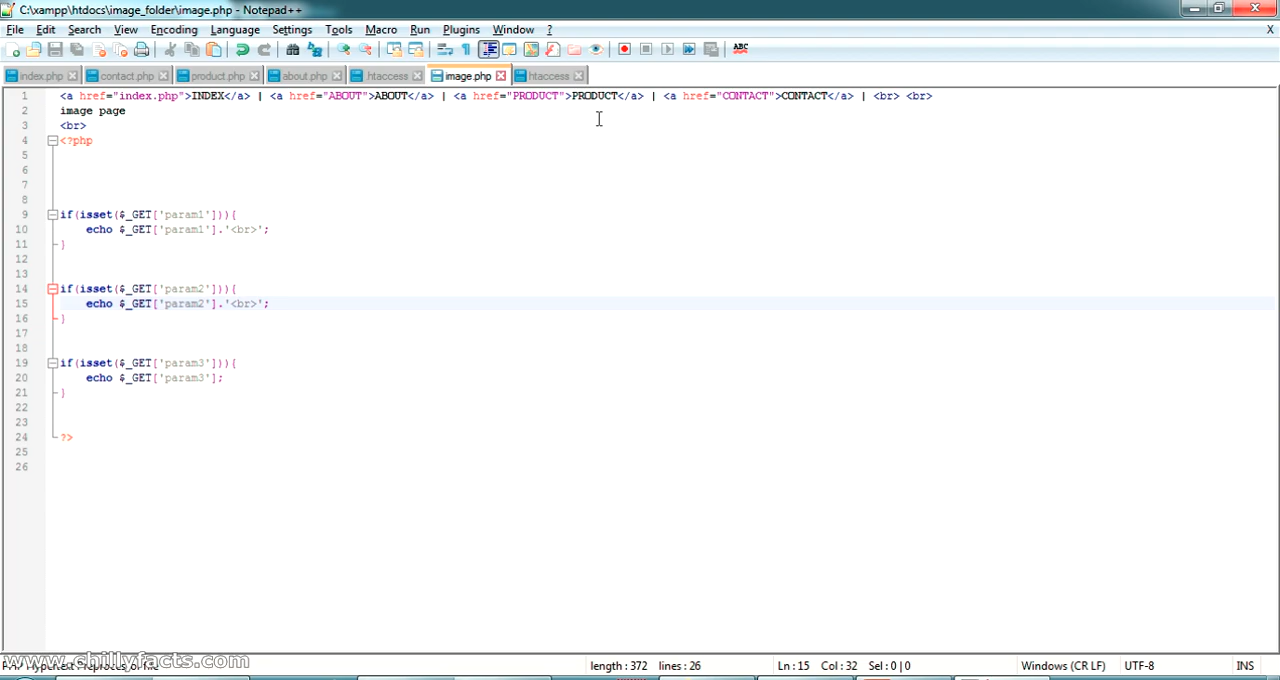 C:\xampp\htdocs\image_folder\image.php - Notepad++
File Edit Search View Encoding Language Settings Tools Macro Run Plugins Window ? X
ABC
index.php contact.php product.php about.php .htaccess image.php htaccess
1 <a href="index.php">INDEX</a> | <a href="ABOUT">ABOUT</a> | <a href="PRODUCT">PRODUCT</a> | <a href="CONTACT">CONTACT</a> | <br> <br>
2 image page
3 <br>
4 <?php
5
6
7
8
9 if(isset($_GET['param1'])){
10 echo $_GET['param1'].'<br>';
11 }
12
13
14 if(isset($_GET['param2'])){
15 echo $_GET['param2'].'<br>';
16 }
17
18
19 if(isset($_GET['param3'])){
20 echo $_GET['param3'];
21 }
22
23
24 ?>
25
26
www.chillyfacts.com
length : 372 lines : 26 Ln : 15 Col : 32 Sel : 0 | 0 Windows (CR LF) UTF-8 INS